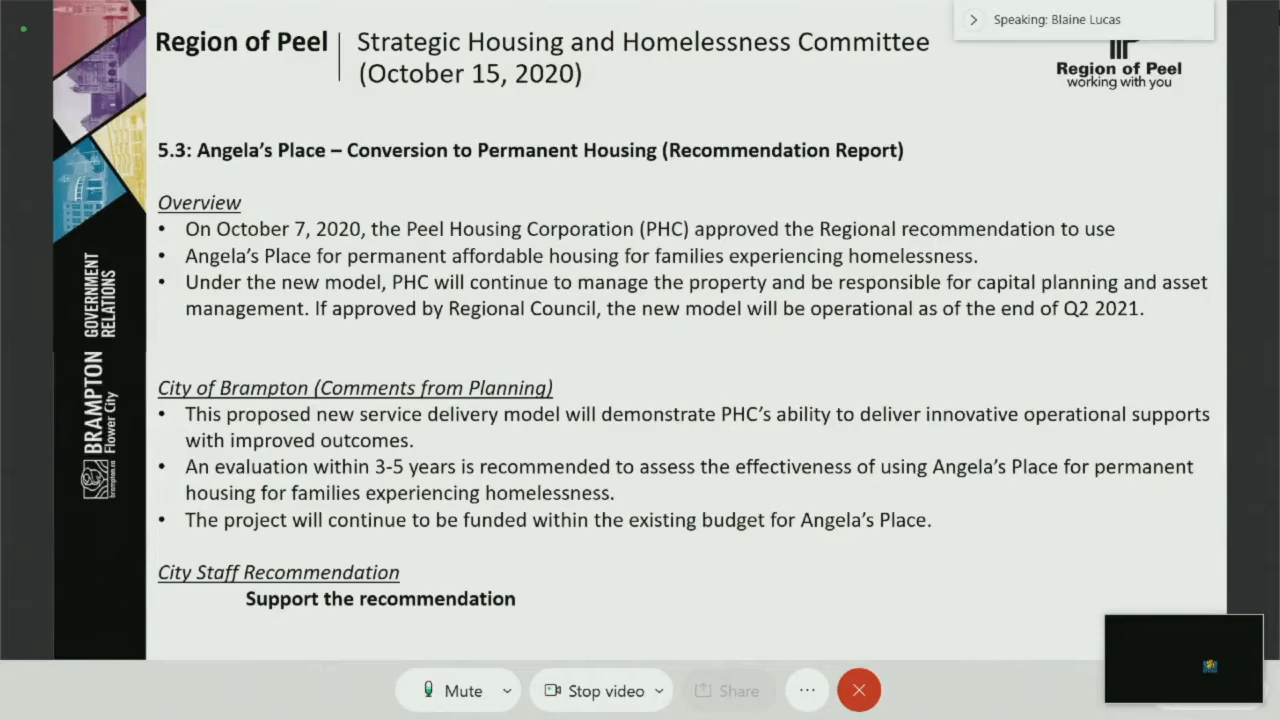 Speaking: Blaine Lucas
Region of Peel
Strategic Housing and Homelessness Committee
(October 15, 2020)
Region of Peel
working with you
5.3: Angela's Place – Conversion to Permanent Housing (Recommendation Report)
Overview
• On October 7, 2020, the Peel Housing Corporation (PHC) approved the Regional recommendation to use
• Angela's Place for permanent affordable housing for families experiencing homelessness.
• Under the new model, PHC will continue to manage the property and be responsible for capital planning and asset
management. If approved by Regional Council, the new model will be operational as of the end of Q2 2021.
City of Brampton (Comments from Planning)
• This proposed new service delivery model will demonstrate PHC's ability to deliver innovative operational supports
with improved outcomes.
• An evaluation within 3-5 years is recommended to assess the effectiveness of using Angela's Place for permanent
housing for families experiencing homelessness.
• The project will continue to be funded within the existing budget for Angela's Place.
City Staff Recommendation
Support the recommendation
GOVERNMENT
RELATIONS
BRAMPTON
Flower City
brampton.ca
Mute
Stop video
Share